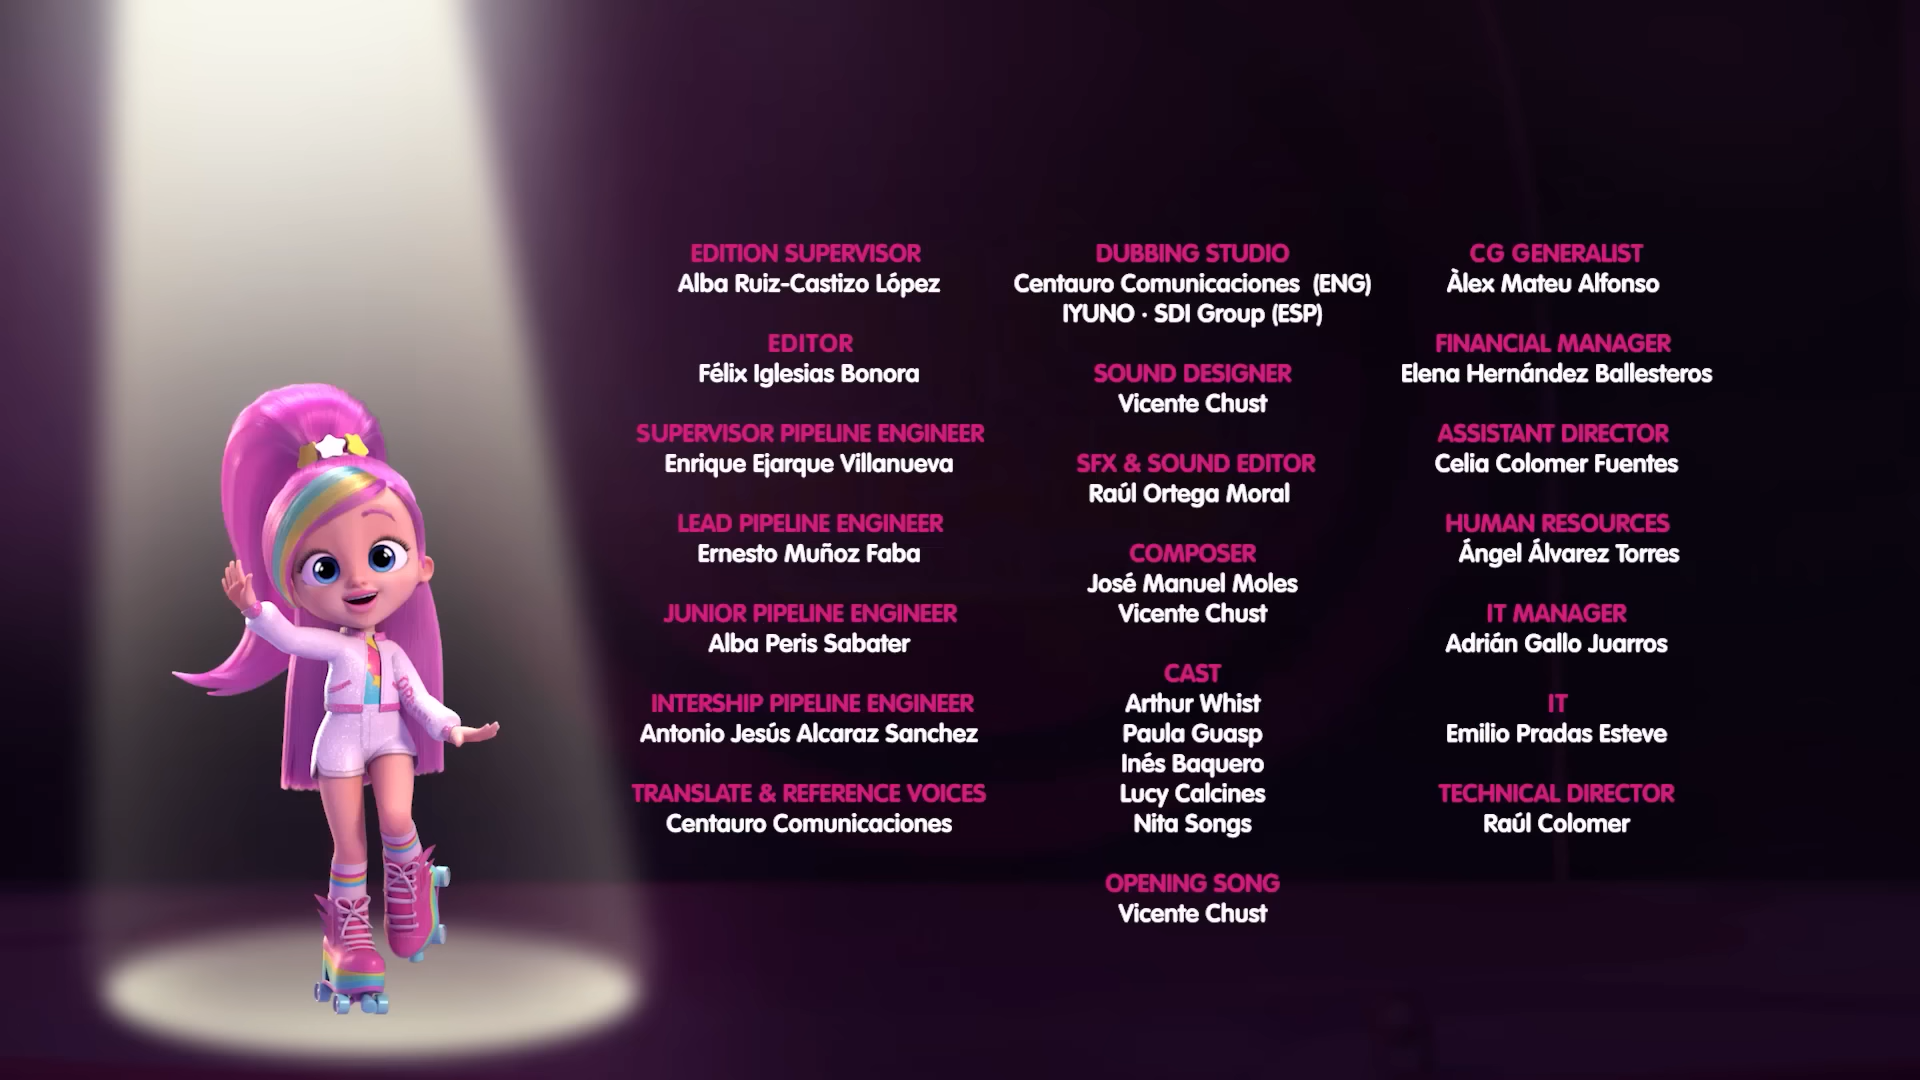 EDITION SUPERVISOR
Alba Ruiz-Castizo López
EDITOR
Félix Iglesias Bonora
SUPERVISOR PIPELINE ENGINEER
Enrique Ejarque Villanueva
LEAD PIPELINE ENGINEER
Ernesto Muñoz Faba
JUNIOR PIPELINE ENGINEER
Alba Peris Sabater
INTERSHIP PIPELINE ENGINEER
Antonio Jesús Alcaraz Sanchez
TRANSLATE & REFERENCE VOICES
Centauro Comunicaciones
DUBBING STUDIO
Centauro Comunicaciones (ENG)
IYUNO · SDI Group (ESP)
SOUND DESIGNER
Vicente Chust
SFX & SOUND EDITOR
Raúl Ortega Moral
COMPOSER
José Manuel Moles
Vicente Chust
CAST
Arthur Whist
Paula Guasp
Inés Baquero
Lucy Calcines
Nita Songs
OPENING SONG
Vicente Chust
CG GENERALIST
Àlex Mateu Alfonso
FINANCIAL MANAGER
Elena Hernández Ballesteros
ASSISTANT DIRECTOR
Celia Colomer Fuentes
HUMAN RESOURCES
Ángel Álvarez Torres
IT MANAGER
Adrián Gallo Juarros
IT
Emilio Pradas Esteve
TECHNICAL DIRECTOR
Raúl Colomer